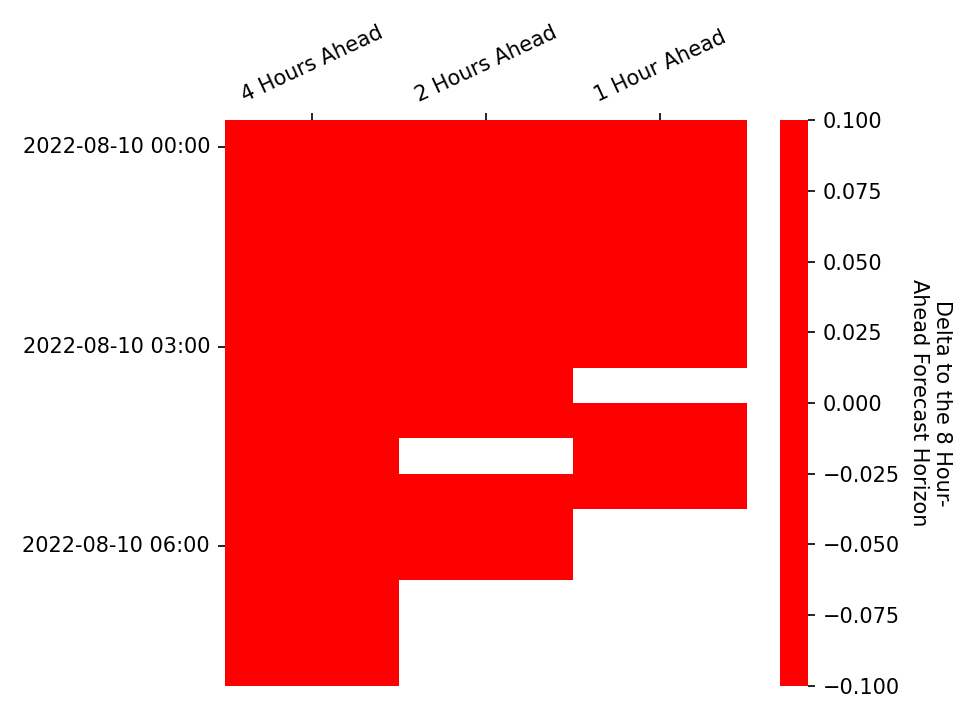 4 Hours Ahead
2 Hours Ahead
1 Hour Ahead
2022-08-10 00:00
2022-08-10 03:00
2022-08-10 06:00
0.100
0.075
0.050
0.025
0.000
−0.025
−0.050
−0.075
−0.100
Delta to the 8 Hour-
Ahead Forecast Horizon